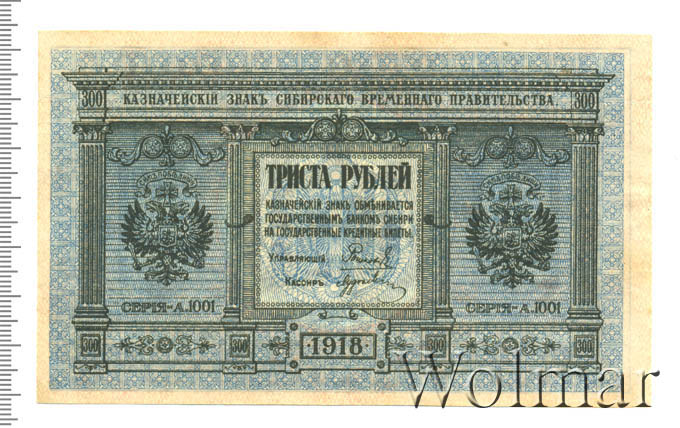 300 КАЗНАЧЕЙСКІЙ ЗНАКЪ СИБИРСКАГО ВРЕМЕННАГО ПРАВИТЕЛЬСТВА. 300
ТРИСТА РУБЛЕЙ
КАЗНАЧЕЙСКІЙ ЗНАКЪ ОБМѢНИВАЕТСЯ
ГОСУДАРСТВЕННЫМЪ БАНКОМЪ СИБИРИ
НА ГОСУДАРСТВЕННЫЕ КРЕДИТНЫЕ БИЛЕТЫ.
УПРАВЛЯЮЩІЙ
КАССИРЪ
СЕРІЯ-А.1001 СЕРІЯ-А.1001
300 300 ·1918· 300 300
Wolmar